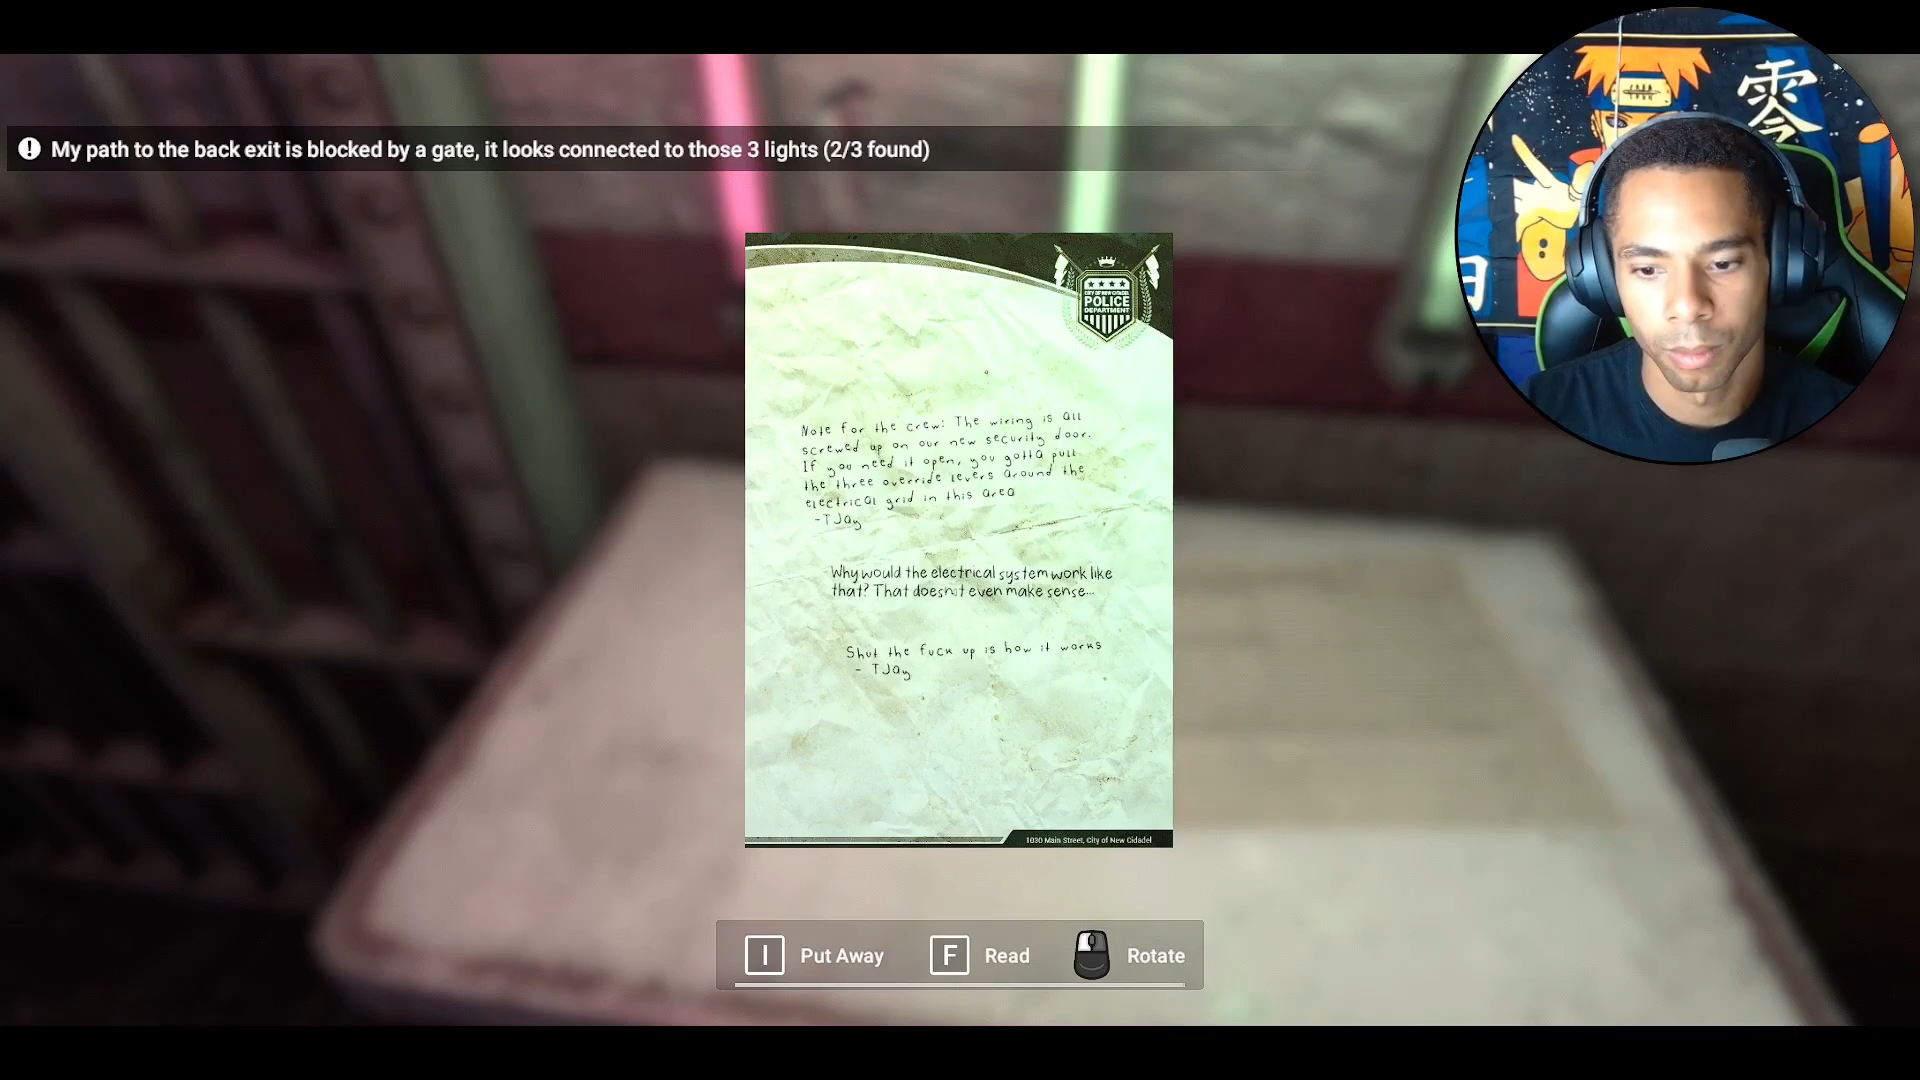 零
My path to the back exit is blocked by a gate, it looks connected to those 3 lights (2/3 found)
CITY OF NEW CITADEL
POLICE
DEPARTMENT
Note for the crew: The wiring is all
screwed up on our new security door.
If you need it open, you gotta pull
the three override levers around the
electrical grid in this area
-TJay
Why would the electrical system work like
that? That doesn't even make sense...
Shut the fuck up is how it works
- TJay
1030 Main Street, City of New Cidadel
I Put Away F Read Rotate